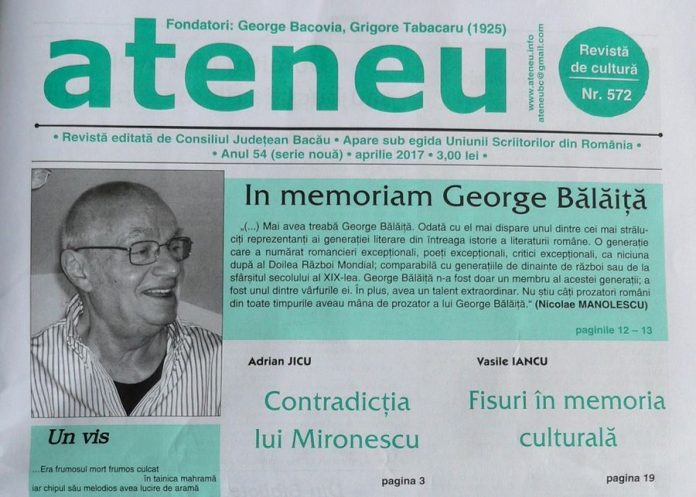 Fondatori: George Bacovia, Grigore Tabacaru (1925)
ateneu
www.ateneu.info
ateneubc@gmail.com
Revistă
de cultură
Nr. 572
• Revistă editată de Consiliul Județean Bacău • Apare sub egida Uniunii Scriitorilor din România •
• Anul 54 (serie nouă) • aprilie 2017 • 3,00 lei •
In memoriam George Bălăiță
„(...) Mai avea treabă George Bălăiță. Odată cu el mai dispare unul dintre cei mai strălu-
ciți reprezentanți ai generației literare din întreaga istorie a literaturii române. O generație
care a numărat romancieri excepționali, poeți excepționali, critici excepționali, ca niciuna
după al Doilea Război Mondial; comparabilă cu generațiile de dinainte de război sau de la
sfârșitul secolului al XIX-lea. George Bălăiță n-a fost doar un membru al acestei generații; a
fost unul dintre vârfurile ei. În plus, avea un talent extraordinar. Nu știu câți prozatori români
din toate timpurile aveau mâna de prozator a lui George Bălăiță.“ (Nicolae MANOLESCU)
paginile 12 – 13
Adrian JICU
Contradicția
lui Mironescu
pagina 3
Vasile IANCU
Fisuri în memoria
culturală
pagina 19
Un vis
...Era frumosul mort frumos culcat
în tainica mahramă
iar chipul său melodios avea lucire de aramă